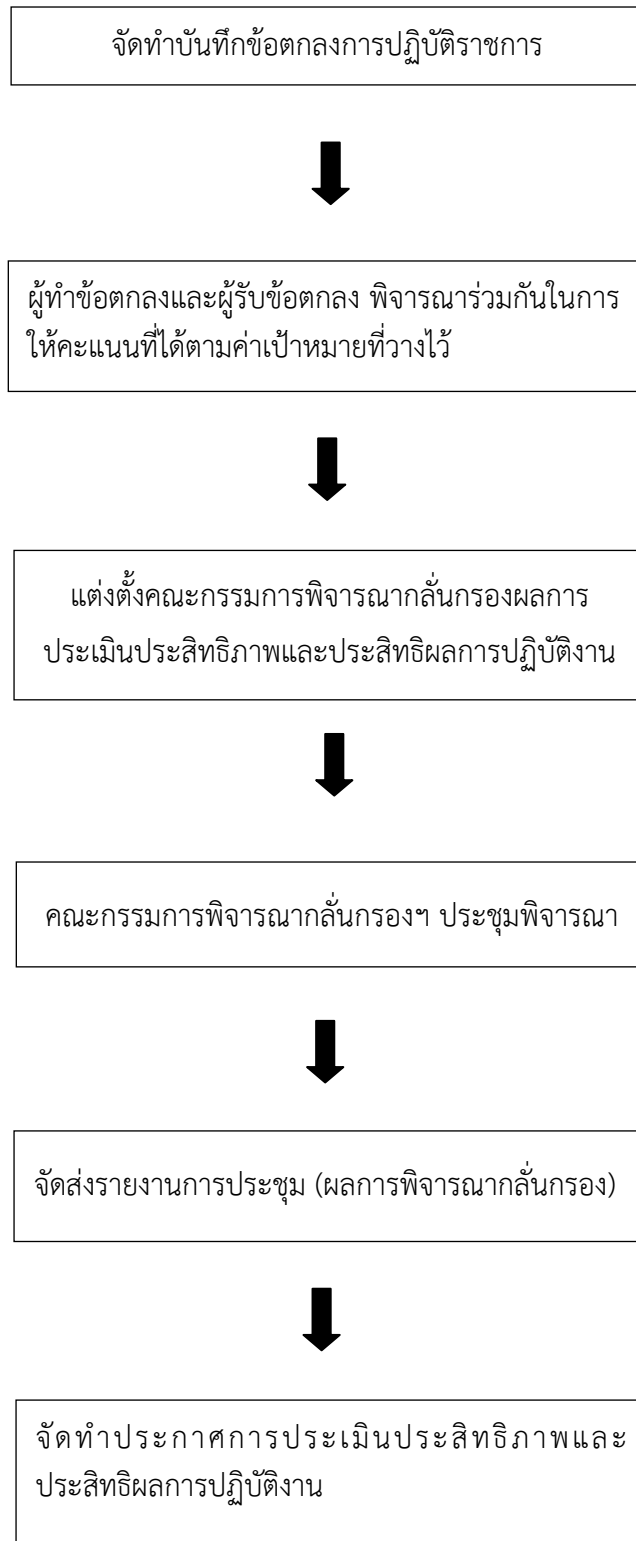 จัดทำบันทึกข้อตกลงการปฏิบัติราชการ
ผู้ทำข้อตกลงและผู้รับข้อตกลง พิจารณาร่วมกันในการ
ให้คะแนนที่ได้ตามค่าเป้าหมายที่วางไว้
แต่งตั้งคณะกรรมการพิจารณากลั่นกรองผลการ
ประเมินประสิทธิภาพและประสิทธิผลการปฏิบัติงาน
คณะกรรมการพิจารณากลั่นกรองฯ ประชุมพิจารณา
จัดส่งรายงานการประชุม (ผลการพิจารณากลั่นกรอง)
จัดทำประกาศการประเมินประสิทธิภาพและ
ประสิทธิผลการปฏิบัติงาน